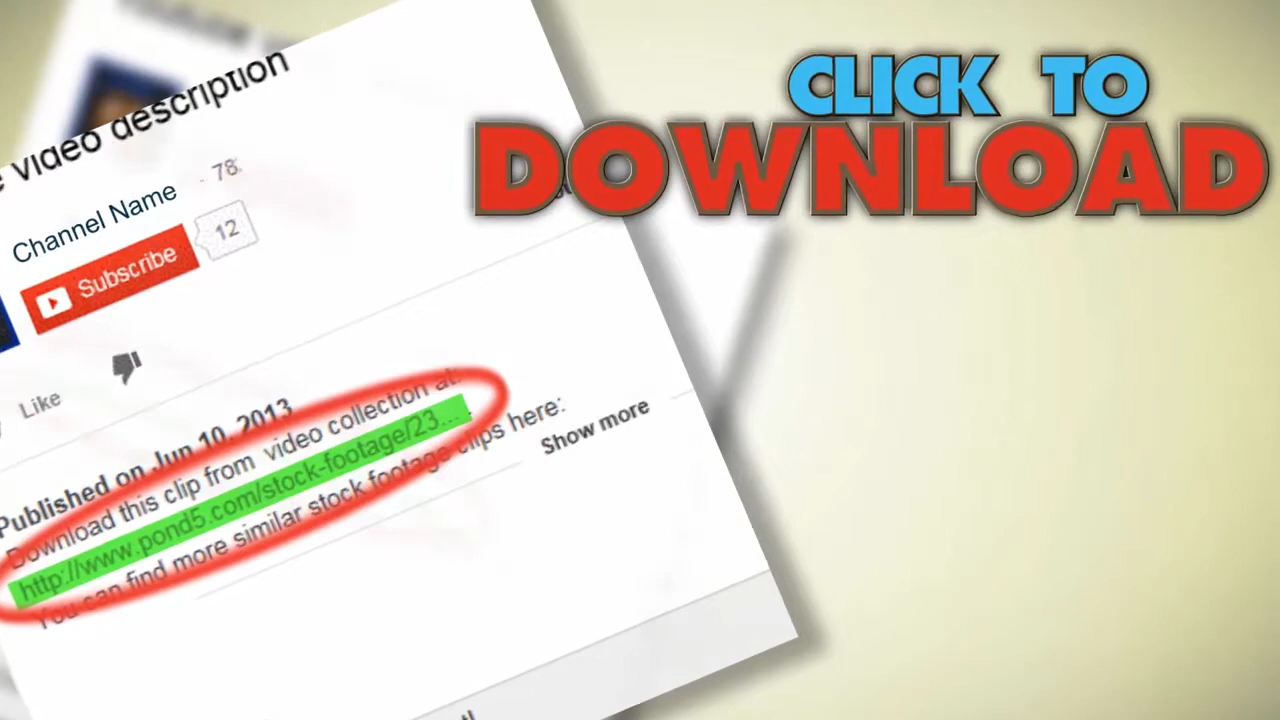 CLICK TO
DOWNLOAD
video description
Channel Name
78
Subscribe
12
Like
Published on Jun 10, 2013
Download this clip from video collection at:
http://www.pond5.com/stock-footage/23... .
You can find more similar stock footage clips here:
Show more